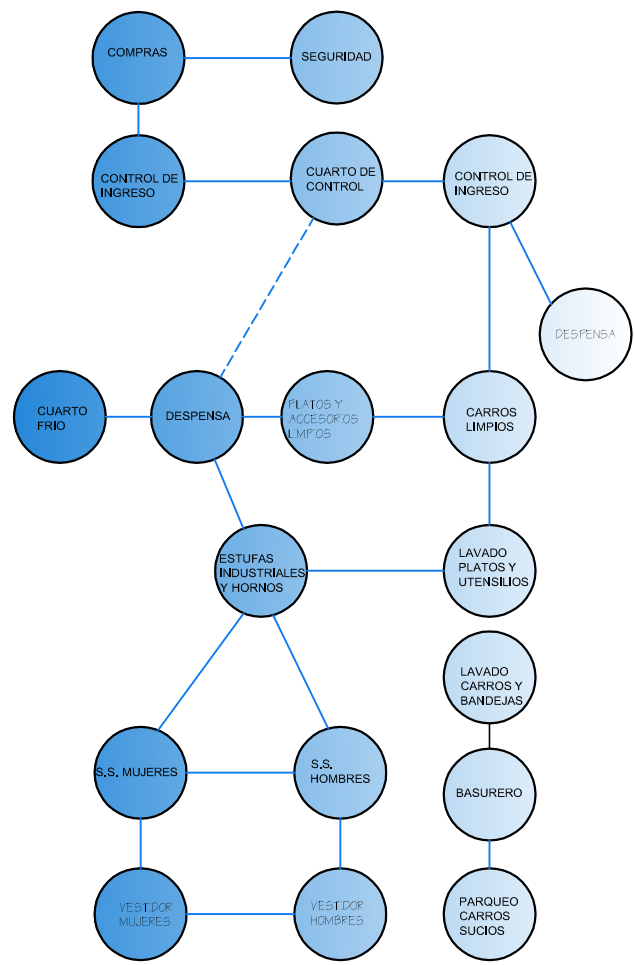 COMPRAS
SEGURIDAD
CONTROL DE
INGRESO
CUARTO DE
CONTROL
CONTROL DE
INGRESO
DESPENSA
CUARTO
FRIO
DESPENSA
PLATOS Y
ACCESORIOS
LIMPIOS
CARROS
LIMPIOS
ESTUFAS
INDUSTRIALES
Y HORNOS
LAVADO
PLATOS Y
UTENSILIOS
LAVADO
CARROS Y
BANDEJAS
S.S. MUJERES
S.S.
HOMBRES
BASURERO
VESTIDOR
MUJERES
VESTIDOR
HOMBRES
PARQUEO
CARROS
SUCIOS